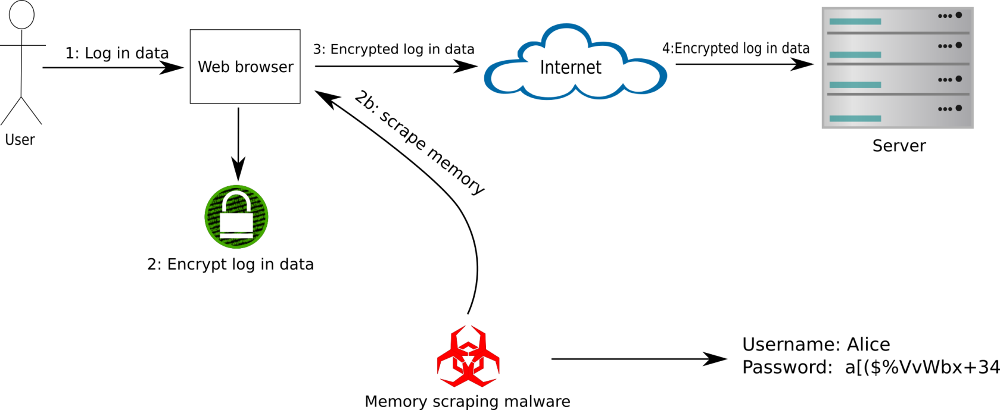 1: Log in data
Web browser
3: Encrypted log in data
Internet
4:Encrypted log in data
User
Server
2b: scrape memory
2: Encrypt log in data
Username: Alice
Password: a[($%VvWbx+34
Memory scraping malware